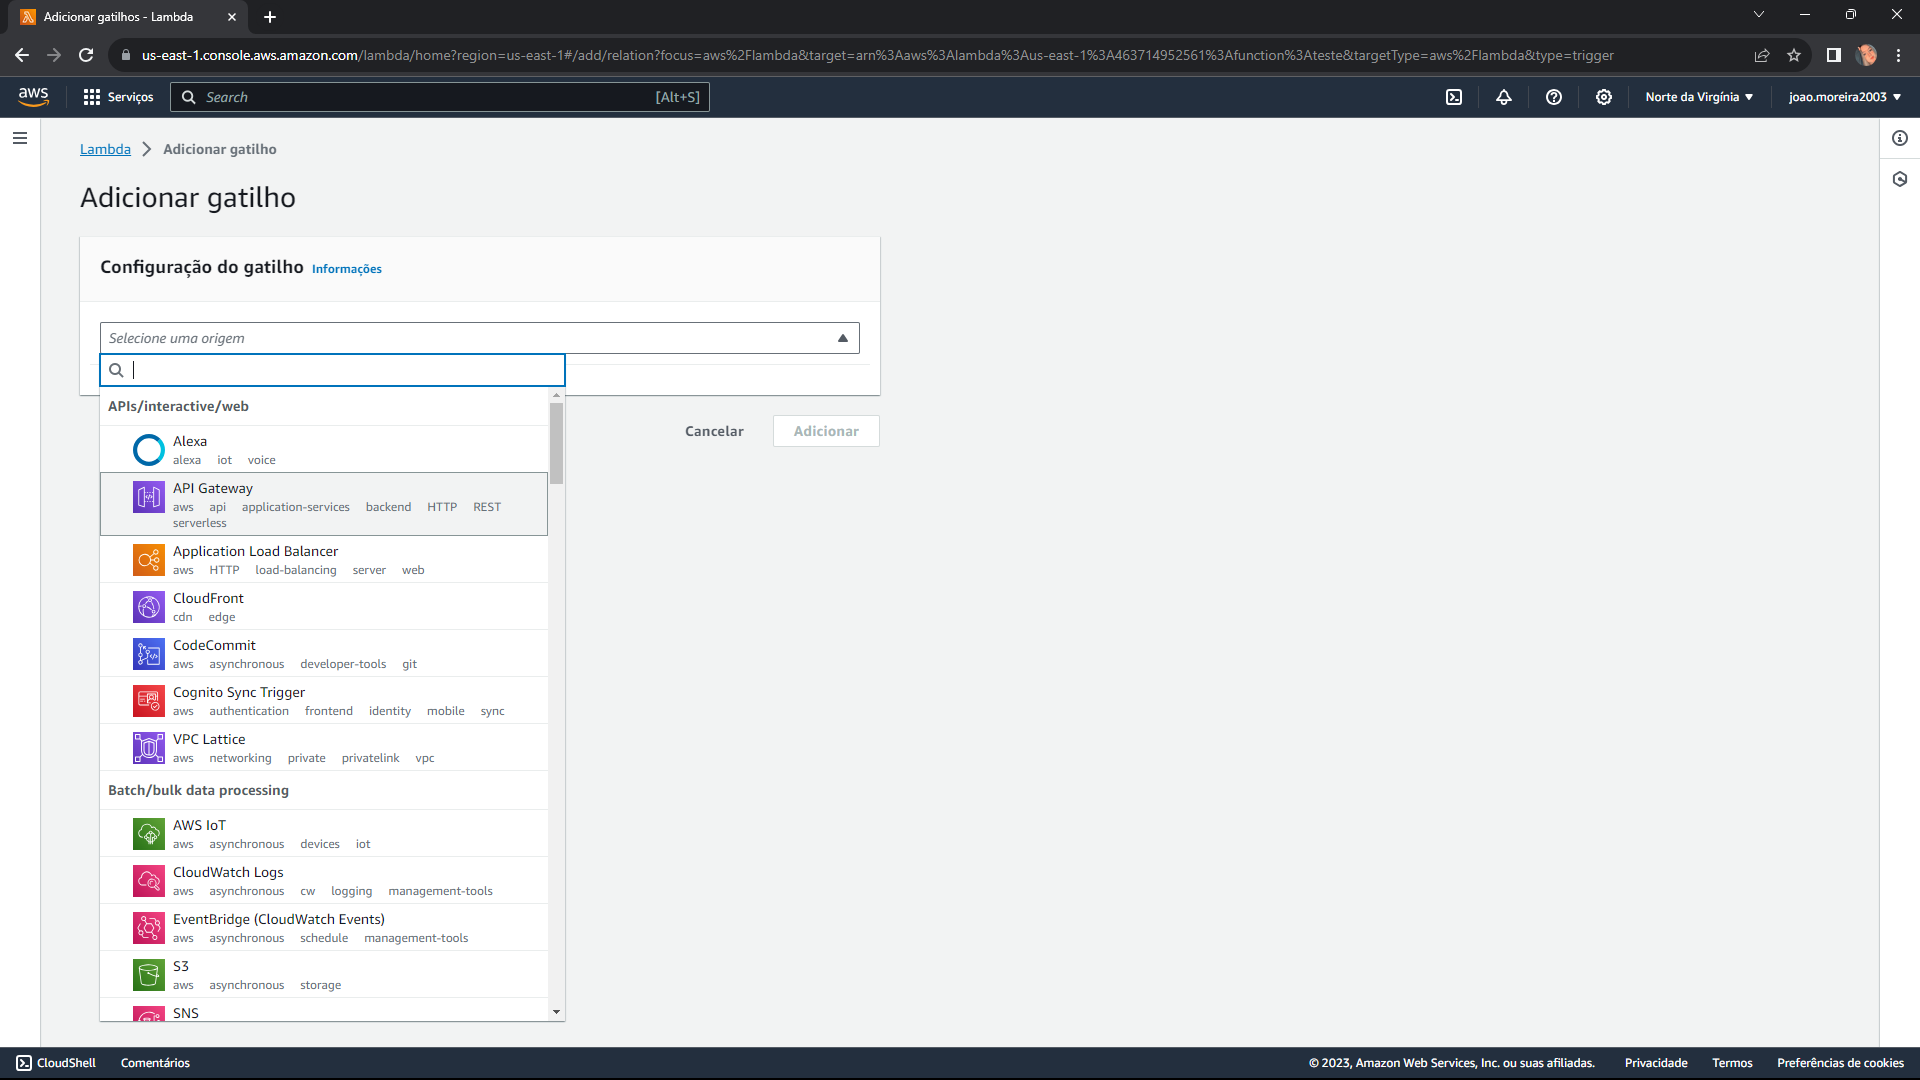 Adicionar gatilhos - Lambda
us-east-1.console.aws.amazon.com/lambda/home?region=us-east-1#/add/relation?focus=aws%2Flambda&target=arn%3Aaws%3Alambda%3Aus-east-1%3A463714952561%3Afunction%3Ateste&targetType=aws%2Flambda&type=trigger
aws Serviços Search [Alt+S] Norte da Virgínia joao.moreira2003
Lambda Adicionar gatilho
Adicionar gatilho
Configuração do gatilho Informações
Selecione uma origem
APIs/interactive/web
Alexa
alexa iot voice
API Gateway
aws api application-services backend HTTP REST
serverless
Application Load Balancer
aws HTTP load-balancing server web
CloudFront
cdn edge
CodeCommit
aws asynchronous developer-tools git
Cognito Sync Trigger
aws authentication frontend identity mobile sync
VPC Lattice
aws networking private privatelink vpc
Batch/bulk data processing
AWS IoT
aws asynchronous devices iot
CloudWatch Logs
aws asynchronous cw logging management-tools
EventBridge (CloudWatch Events)
aws asynchronous schedule management-tools
S3
aws asynchronous storage
SNS
Cancelar Adicionar
CloudShell Comentários © 2023, Amazon Web Services, Inc. ou suas afiliadas. Privacidade Termos Preferências de cookies